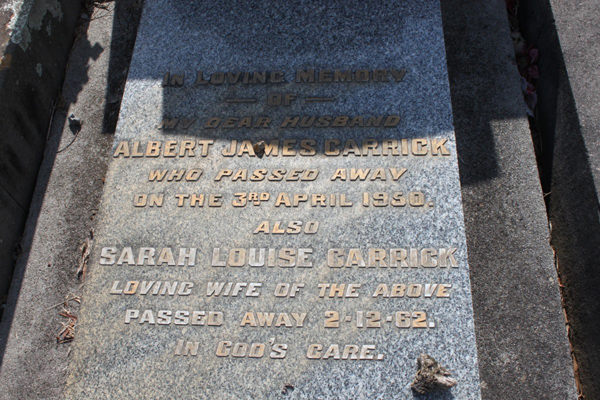 IN LOVING MEMORY
— OF —
MY DEAR HUSBAND
ALBERT JAMES CARRICK
WHO PASSED AWAY
ON THE 3RD APRIL 1950.
ALSO
SARAH LOUISE CARRICK
LOVING WIFE OF THE ABOVE
PASSED AWAY 2-12-62.
IN GOD'S CARE.